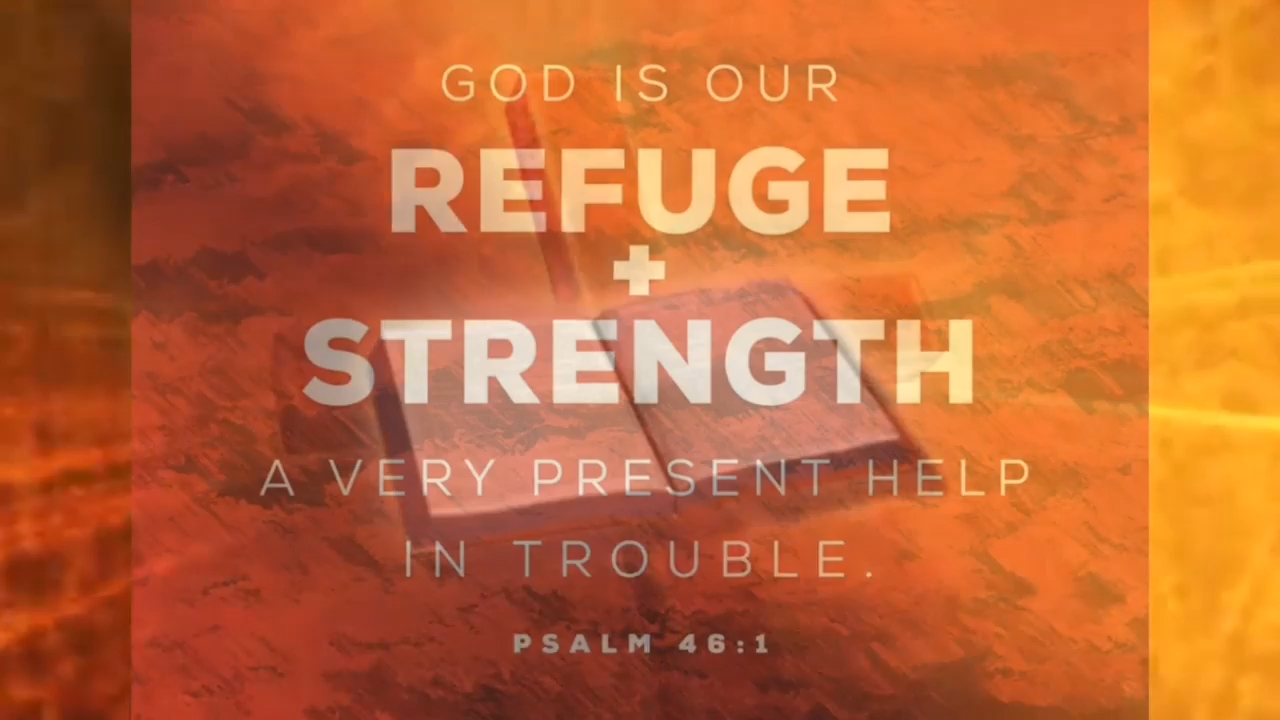 GOD IS OUR
REFUGE
+
STRENGTH
A VERY PRESENT HELP
IN TROUBLE.
PSALM 46:1